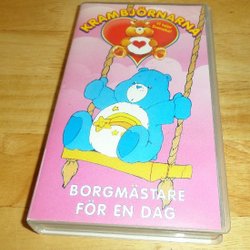 KRAMBJÖRNARNA
BORGMÄSTARE
FÖR EN DAG